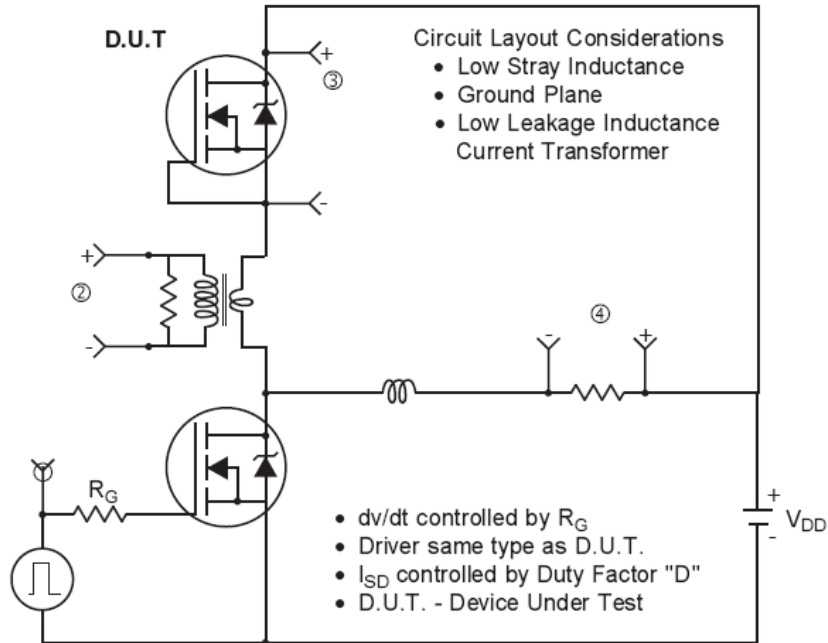 D.U.T
+
③
-
Circuit Layout Considerations
• Low Stray Inductance
• Ground Plane
• Low Leakage Inductance
Current Transformer
+
②
-
④
-
+
R_G
+
V_DD
-
• dv/dt controlled by R_G
• Driver same type as D.U.T.
• I_SD controlled by Duty Factor "D"
• D.U.T. - Device Under Test